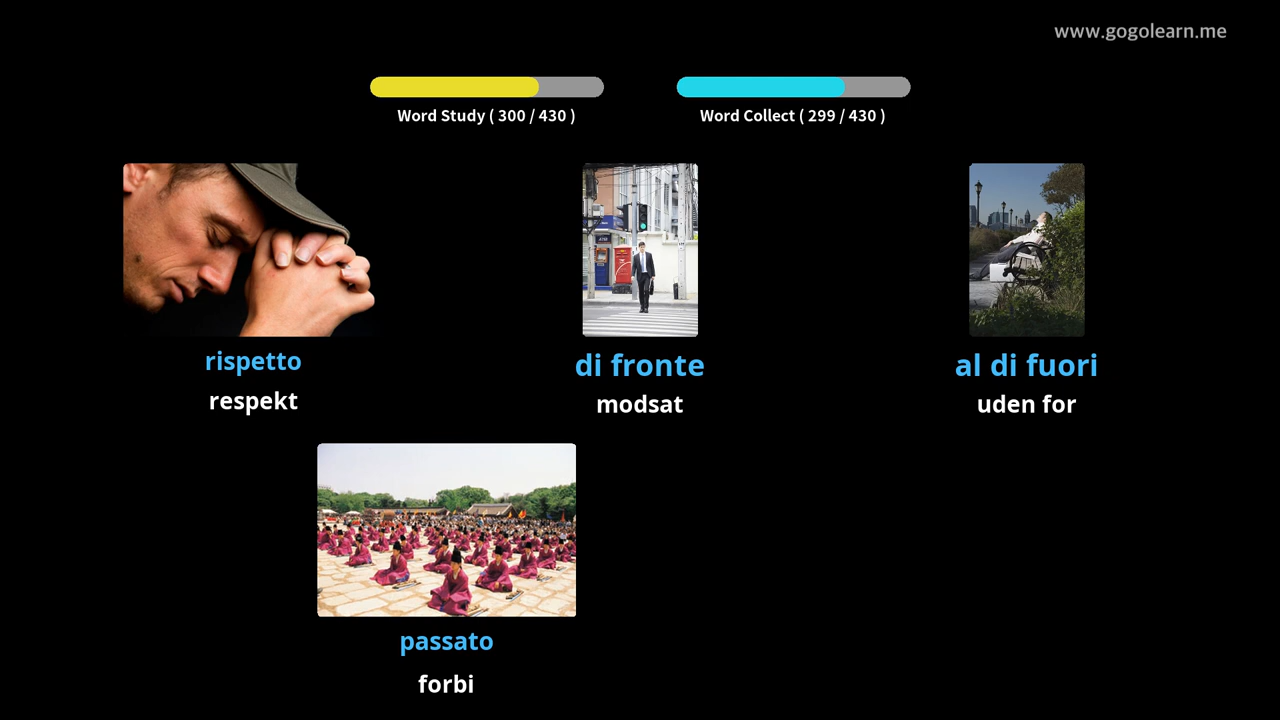 www.gogolearn.me
Word Study ( 300 / 430 )
Word Collect ( 299 / 430 )
rispetto
respekt
di fronte
modsat
al di fuori
uden for
passato
forbi